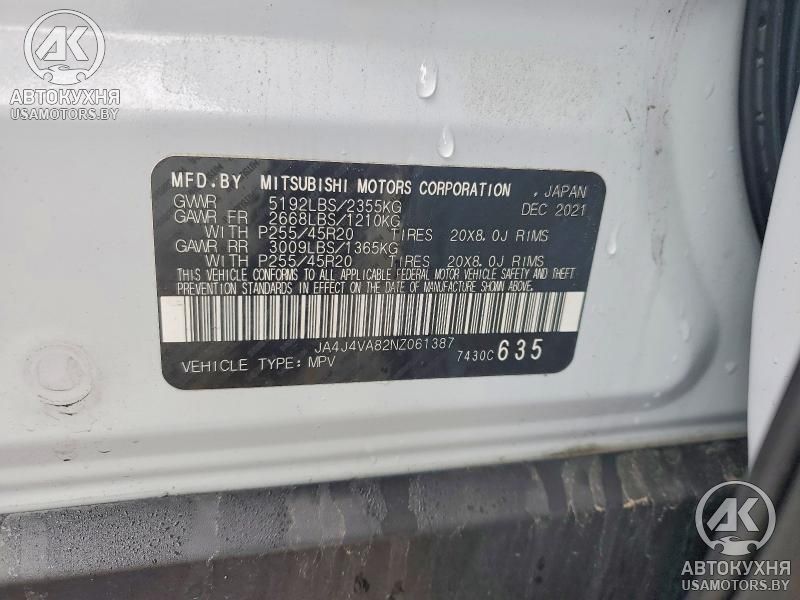 AK
АВТОКУХНЯ
USAMOTORS.BY
MFD.BY MITSUBISHI MOTORS CORPORATION , JAPAN
GVWR 5192LBS/2355KG DEC 2021
GAWR FR 2668LBS/1210KG
WITH P255/45R20 TIRES 20X8.0J RIMS
GAWR RR 3009LBS/1365KG
WITH P255/45R20 TIRES 20X8.0J RIMS
THIS VEHICLE CONFORMS TO ALL APPLICABLE FEDERAL MOTOR VEHICLE SAFETY AND THEFT
PREVENTION STANDARDS IN EFFECT ON THE DATE OF MANUFACTURE SHOWN ABOVE.
JA4J4VA82NZ061387
VEHICLE TYPE: MPV 7430C 635
AK
АВТОКУХНЯ
USAMOTORS.BY